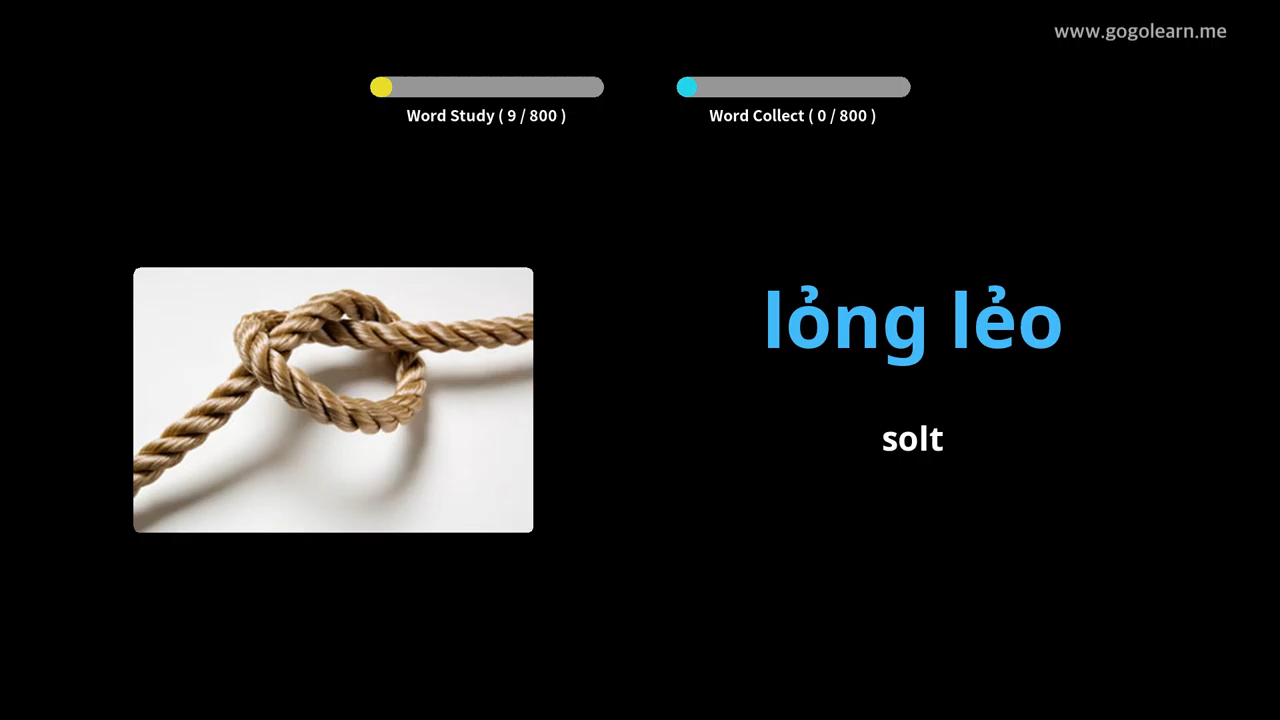 www.gogolearn.me
Word Study ( 9 / 800 )
Word Collect ( 0 / 800 )
lỏng lẻo
solt